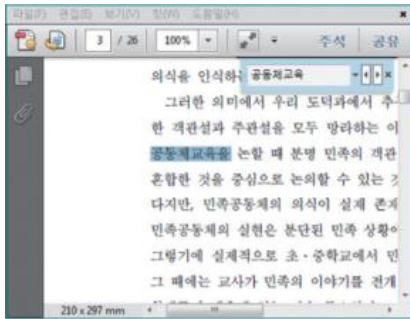 파일(F) 편집(E) 보기(V) 창(W) 도움말(H)
3 / 26 100% 주석 공유
의식을 인식하 공동체교육
그러한 의미에서 우리 도덕과에서 추
한 객관설과 주관설을 모두 망라하는 이
공동체교육을 논할 때 분명 민족의 객관
혼합한 것을 중심으로 논의할 수 있는 것
다지만, 민족공동체의 의식이 실제 존재
민족공동체의 실현은 분단된 민족 상황
그렇기에 실제적으로 초·중학교에서 민
그 때에는 교사가 민족의 이야기를 전개
210 x 297 mm